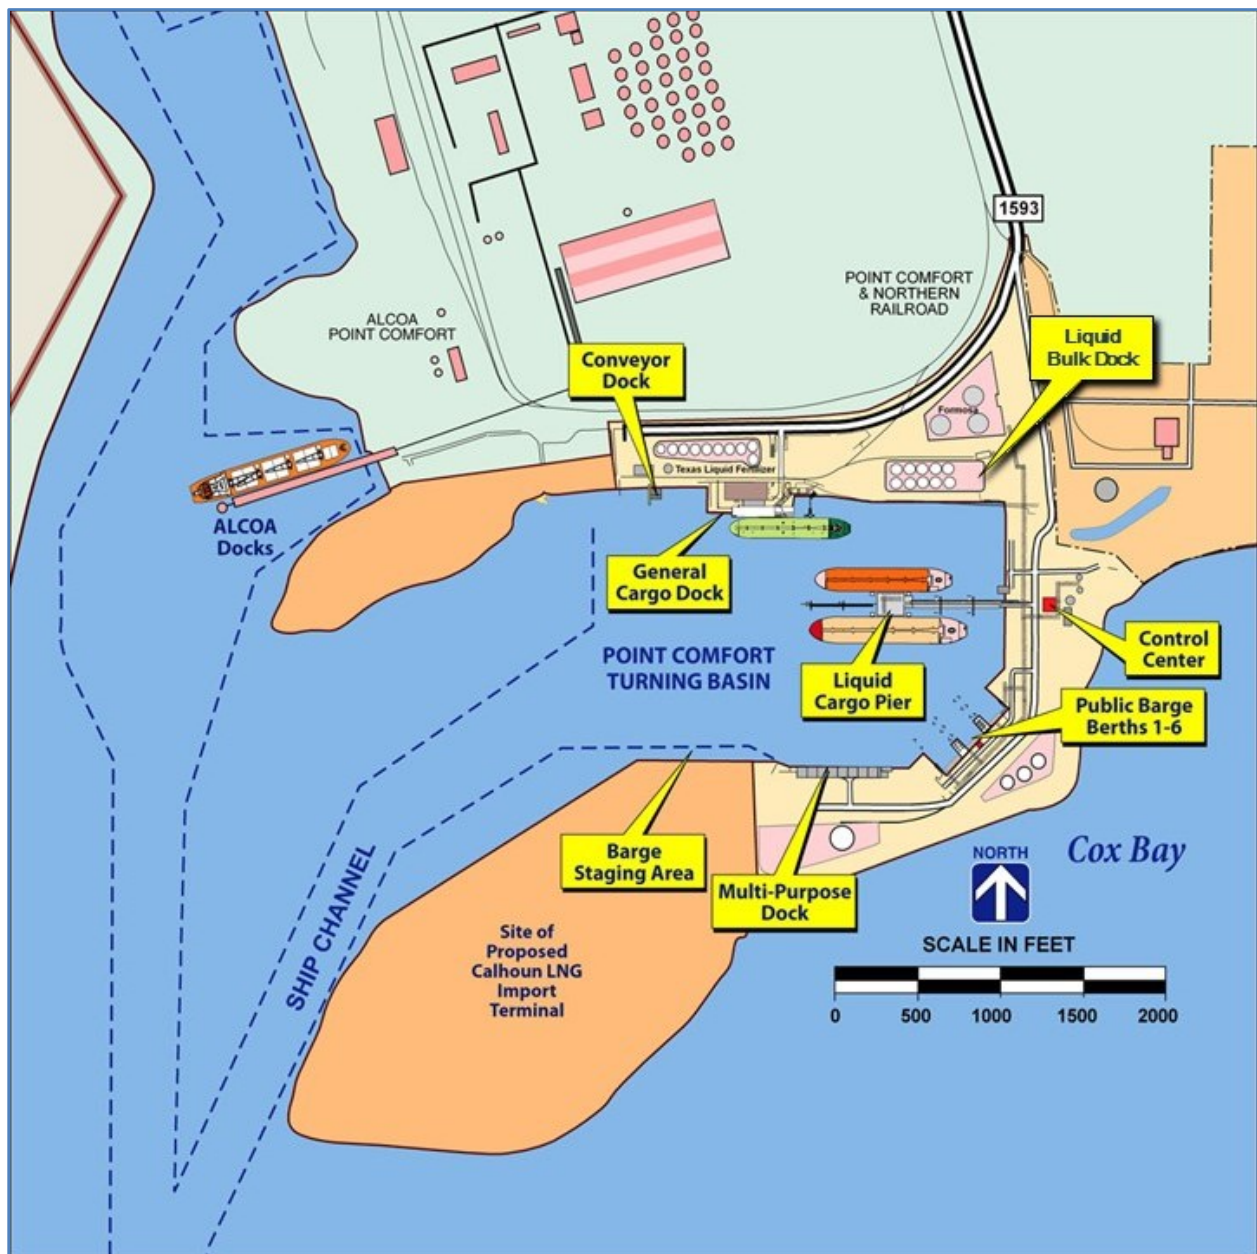 1593
POINT COMFORT
& NORTHERN
RAILROAD
ALCOA
POINT COMFORT
Liquid
Bulk Dock
Conveyor
Dock
Formosa
Texas Liquid Fertilizer
ALCOA
Docks
General
Cargo Dock
Control
Center
POINT COMFORT
TURNING BASIN
Liquid
Cargo Pier
Public Barge
Berths 1-6
Barge
Staging Area
Multi-Purpose
Dock
Cox Bay
NORTH
SHIP CHANNEL
Site of
Proposed
Calhoun LNG
Import
Terminal
SCALE IN FEET
0 500 1000 1500 2000